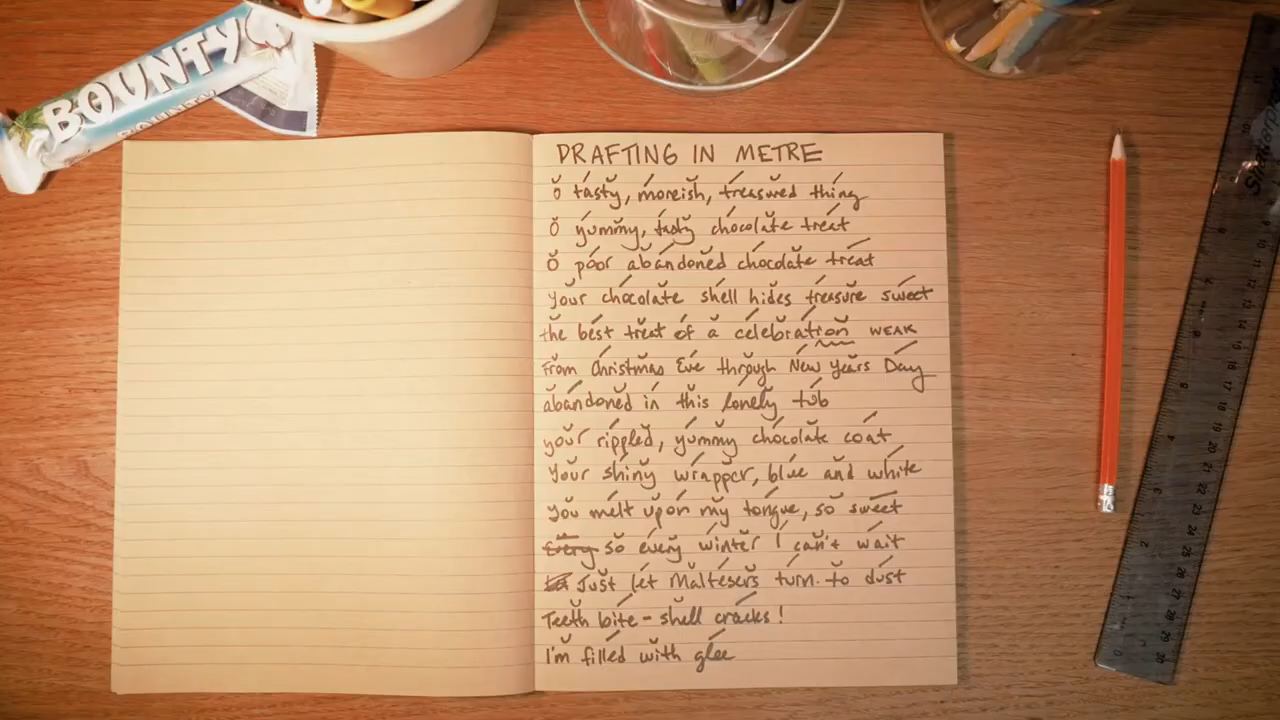 BOUNTY
BOUNTY
DRAFTING IN METRE
O tasty, moreish, treasured thing
O yummy, tasty chocolate treat
O poor abandoned chocolate treat
Your chocolate shell hides treasure sweet
the best treat of a celebration WEAK
From Christmas Eve through New Years Day
abandoned in this lonely tub
your rippled, yummy chocolate coat
Your shiny wrapper, blue and white
You melt upon my tongue, so sweet
Every so every winter I can't wait
Just let Maltesers turn to dust
Teeth bite - shell cracks!
I'm filled with glee